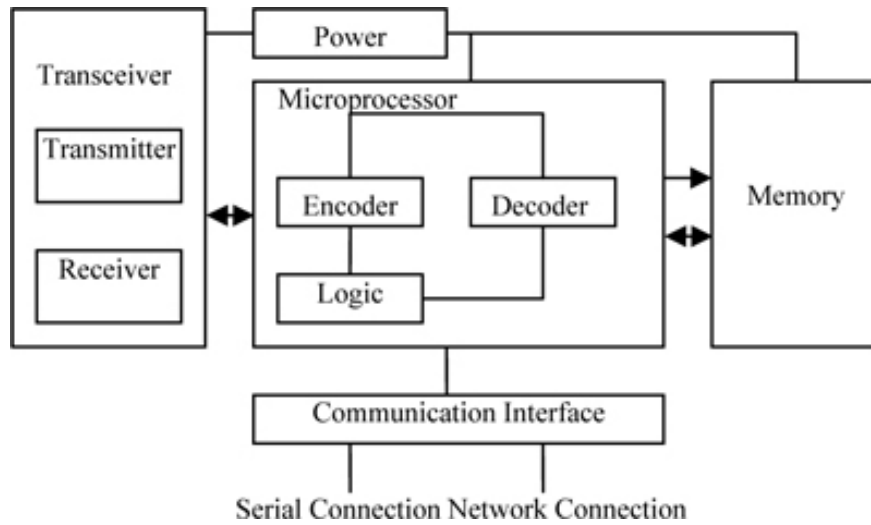 Power
Transceiver
Microprocessor
Transmitter
Encoder
Decoder
Memory
Receiver
Logic
Communication Interface
Serial Connection Network Connection